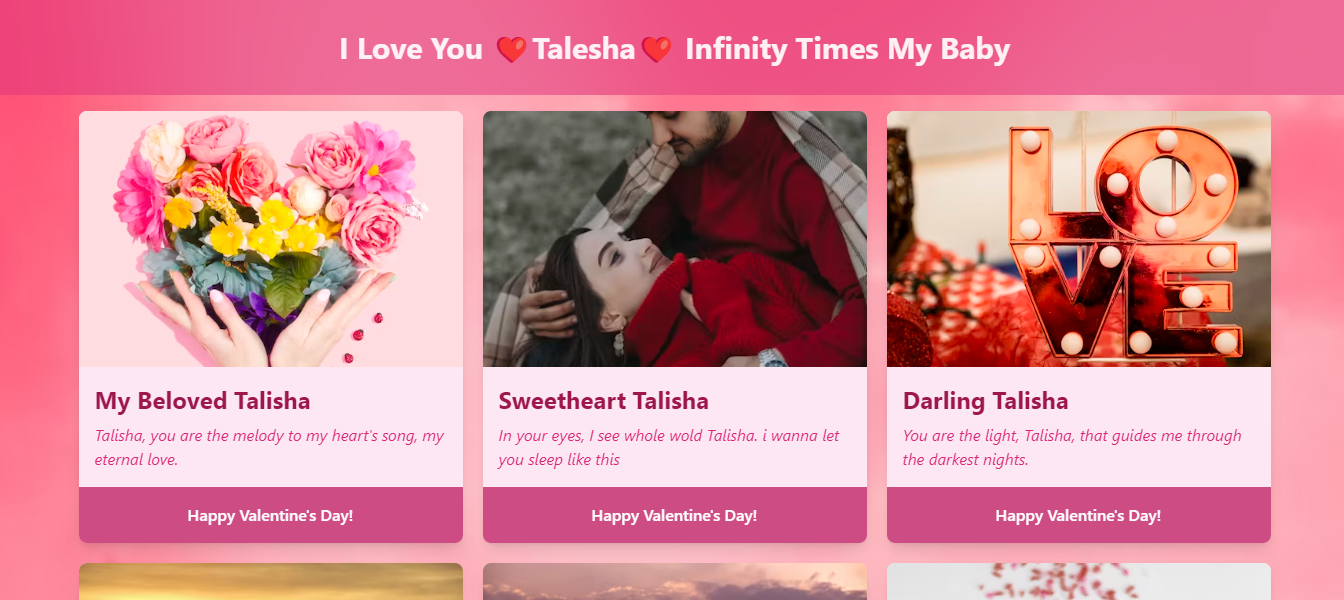 I Love You ❤️Talesha❤️ Infinity Times My Baby
LOVE
My Beloved Talisha
Talisha, you are the melody to my heart's song, my
eternal love.
Happy Valentine's Day!
Sweetheart Talisha
In your eyes, I see whole wold Talisha. i wanna let
you sleep like this
Happy Valentine's Day!
Darling Talisha
You are the light, Talisha, that guides me through
the darkest nights.
Happy Valentine's Day!